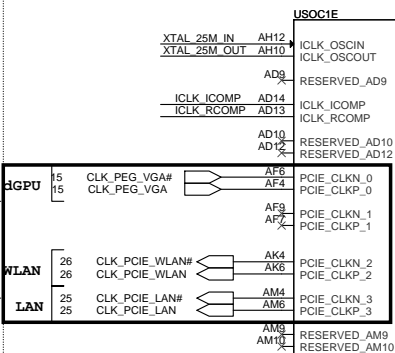 USOC1E
XTAL_25M_IN AH12 ICLK_OSCIN
XTAL_25M_OUT AH10 ICLK_OSCOUT
AD9 RESERVED_AD9
ICLK_ICOMP AD14 ICLK_ICOMP
ICLK_RCOMP AD13 ICLK_RCOMP
AD10 RESERVED_AD10
AD12 RESERVED_AD12
dGPU 15 CLK_PEG_VGA# AF6 PCIE_CLKN_0
15 CLK_PEG_VGA AF4 PCIE_CLKP_0
AF9 PCIE_CLKN_1
AF7 PCIE_CLKP_1
WLAN 26 CLK_PCIE_WLAN# AK4 PCIE_CLKN_2
26 CLK_PCIE_WLAN AK6 PCIE_CLKP_2
LAN 25 CLK_PCIE_LAN# AM4 PCIE_CLKN_3
25 CLK_PCIE_LAN AM6 PCIE_CLKP_3
AM9 RESERVED_AM9
AM10 RESERVED_AM10